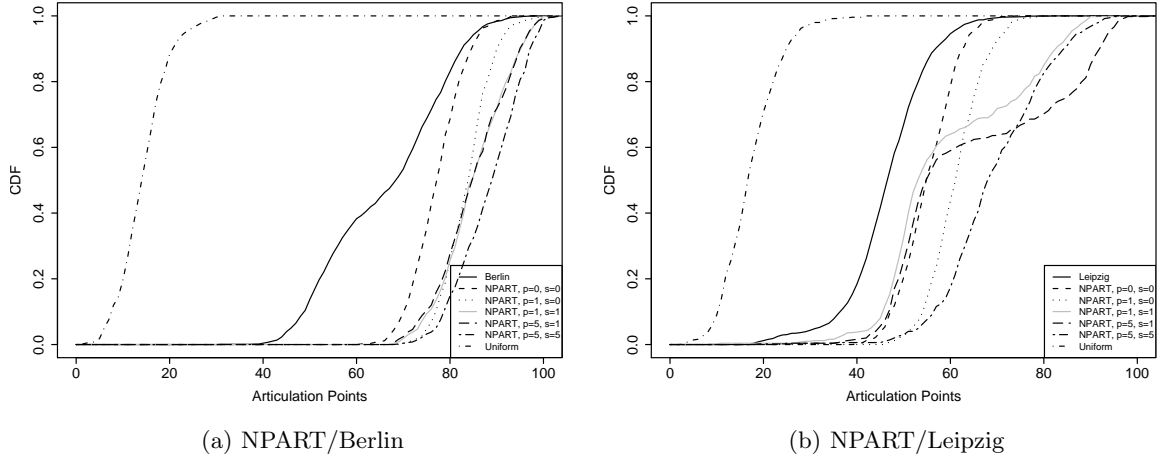 CDF
1.0
0.8
0.6
0.4
0.2
0.0
Berlin
NPART, p=0, s=0
NPART, p=1, s=0
NPART, p=1, s=1
NPART, p=5, s=1
NPART, p=5, s=5
Uniform
0 20 40 60 80 100
Articulation Points
(a) NPART/Berlin
CDF
1.0
0.8
0.6
0.4
0.2
0.0
Leipzig
NPART, p=0, s=0
NPART, p=1, s=0
NPART, p=1, s=1
NPART, p=5, s=1
NPART, p=5, s=5
Uniform
0 20 40 60 80 100
Articulation Points
(b) NPART/Leipzig